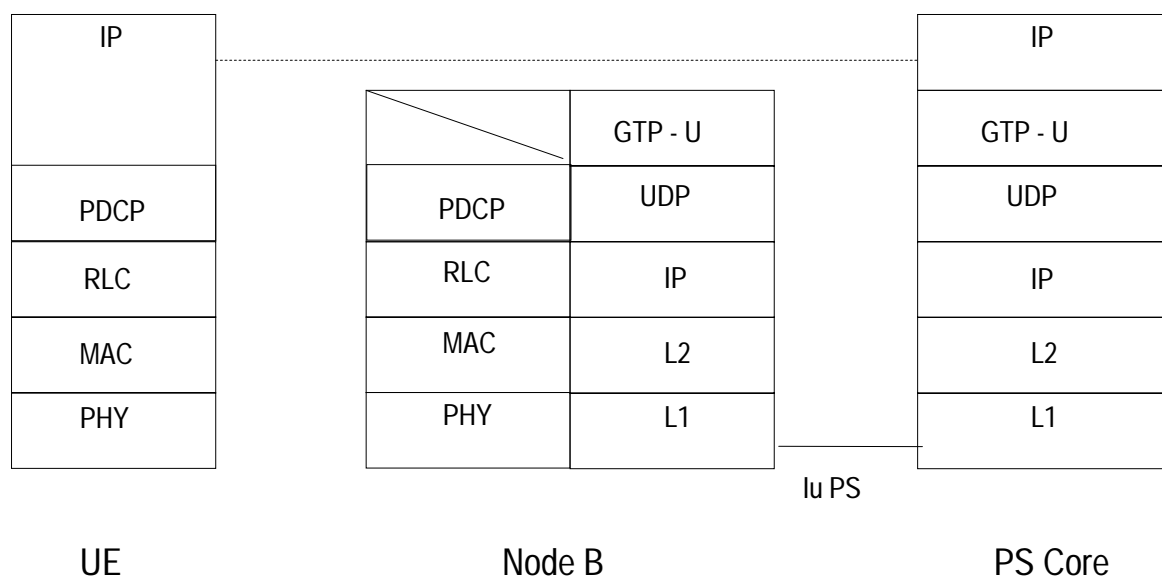 IP
PDCP
RLC
MAC
PHY
UE
PDCP
RLC
MAC
PHY
GTP - U
UDP
IP
L2
L1
Node B
Iu PS
IP
GTP - U
UDP
IP
L2
L1
PS Core